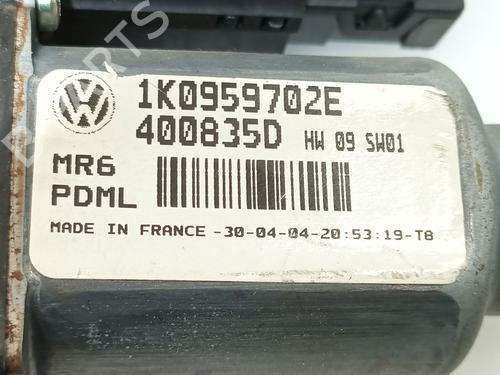 1K0959702E
400835D HW 09 SW01
MR6
PDML
MADE IN FRANCE -30-04-04-20:53:19-T8